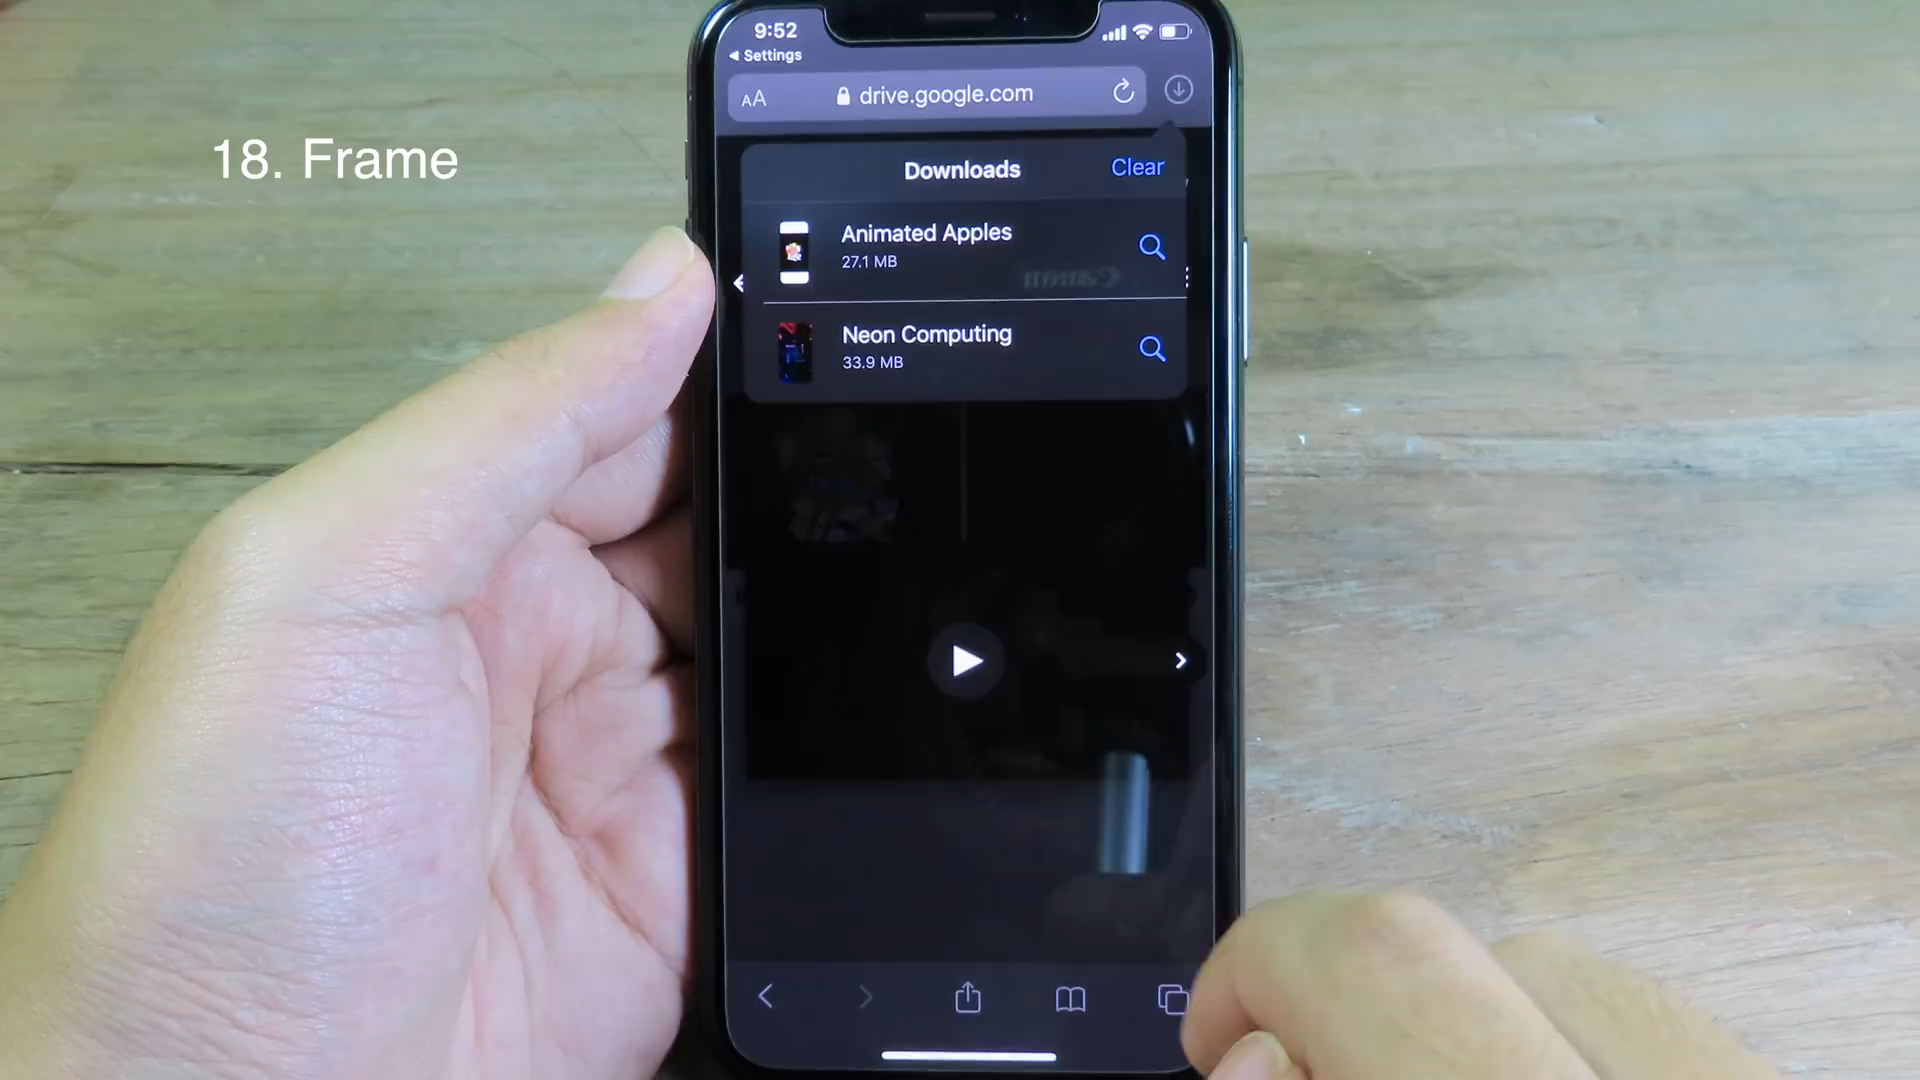 18. Frame
9:52
Settings
AA
drive.google.com
Downloads
Clear
Animated Apples
27.1 MB
Canon
Neon Computing
33.9 MB